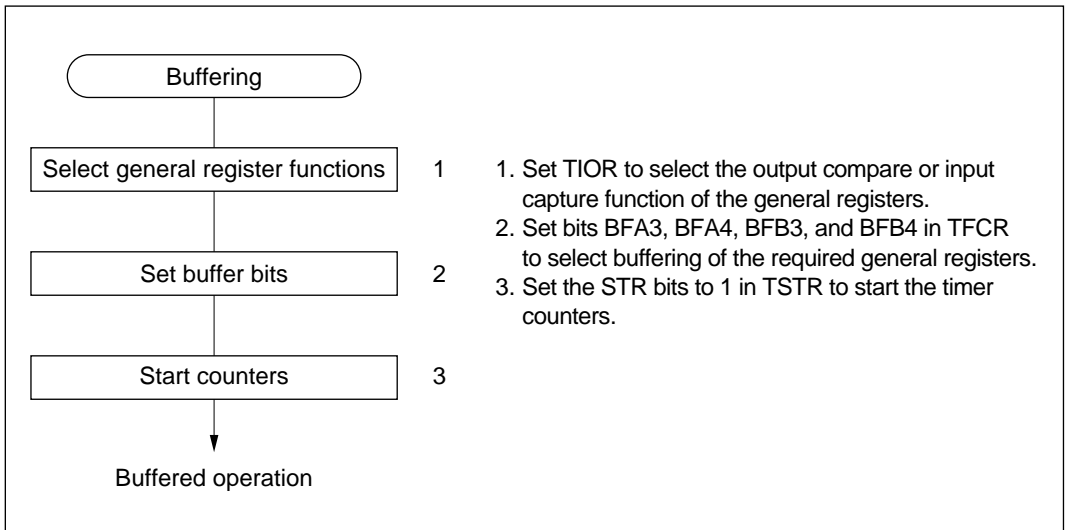 Buffering
Select general register functions 1
Set buffer bits 2
Start counters 3
Buffered operation
1. Set TIOR to select the output compare or input
capture function of the general registers.
2. Set bits BFA3, BFA4, BFB3, and BFB4 in TFCR
to select buffering of the required general registers.
3. Set the STR bits to 1 in TSTR to start the timer
counters.